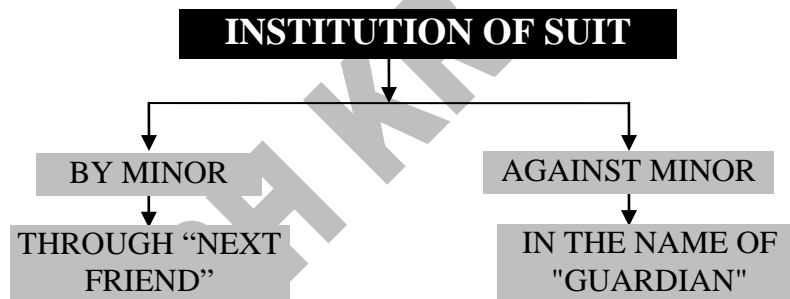 INSTITUTION OF SUIT
BY MINOR
AGAINST MINOR
THROUGH “NEXT
FRIEND”
IN THE NAME OF
"GUARDIAN"